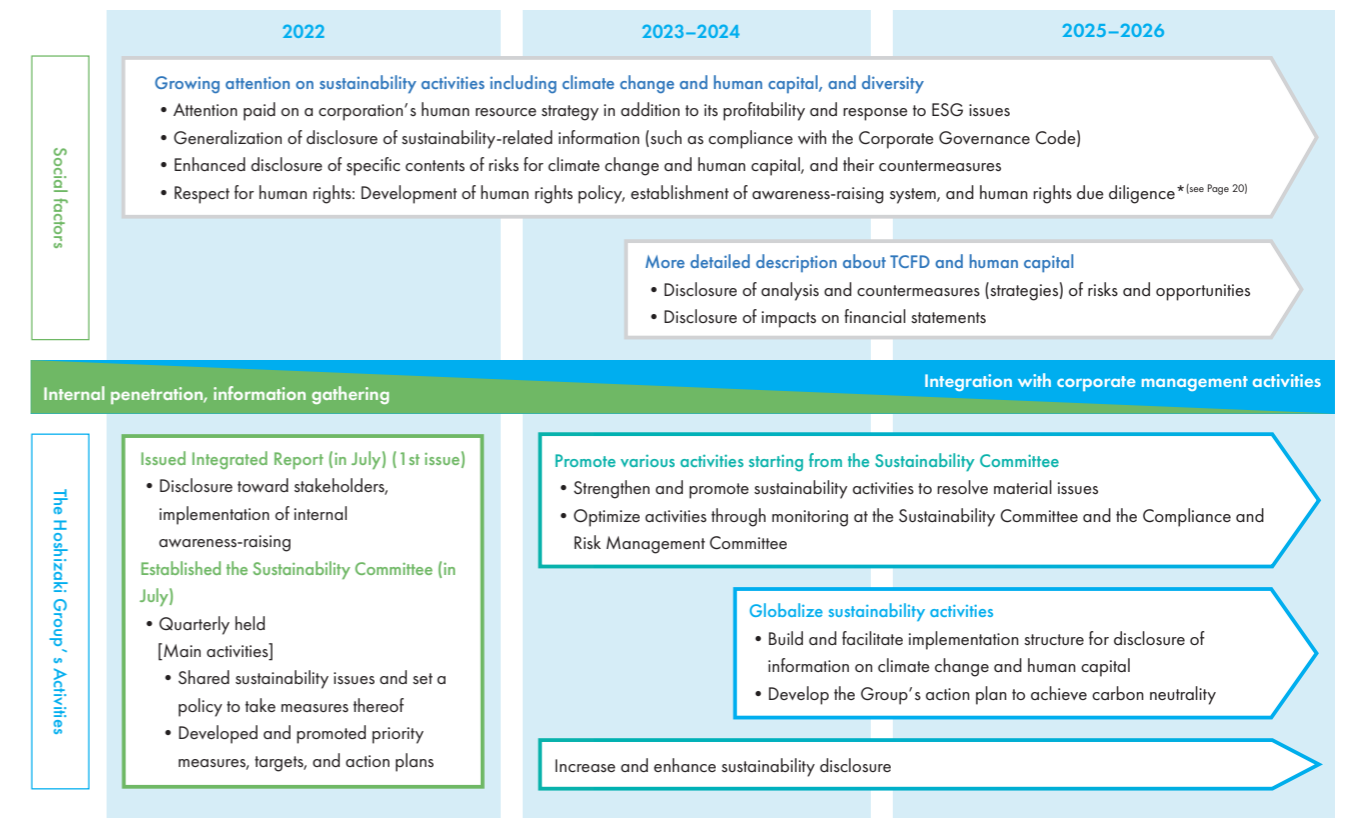 2022
2023–2024
2025–2026
Social factors
Growing attention on sustainability activities including climate change and human capital, and diversity
• Attention paid on a corporation's human resource strategy in addition to its profitability and response to ESG issues
• Generalization of disclosure of sustainability-related information (such as compliance with the Corporate Governance Code)
• Enhanced disclosure of specific contents of risks for climate change and human capital, and their countermeasures
• Respect for human rights: Development of human rights policy, establishment of awareness-raising system, and human rights due diligence*(see Page 20)
More detailed description about TCFD and human capital
• Disclosure of analysis and countermeasures (strategies) of risks and opportunities
• Disclosure of impacts on financial statements
Internal penetration, information gathering
Integration with corporate management activities
The Hoshizaki Group's Activities
Issued Integrated Report (in July) (1st issue)
• Disclosure toward stakeholders,
implementation of internal
awareness-raising
Established the Sustainability Committee (in
July)
• Quarterly held
[Main activities]
• Shared sustainability issues and set a
policy to take measures thereof
• Developed and promoted priority
measures, targets, and action plans
Promote various activities starting from the Sustainability Committee
• Strengthen and promote sustainability activities to resolve material issues
• Optimize activities through monitoring at the Sustainability Committee and the Compliance and
Risk Management Committee
Globalize sustainability activities
• Build and facilitate implementation structure for disclosure of
information on climate change and human capital
• Develop the Group's action plan to achieve carbon neutrality
Increase and enhance sustainability disclosure